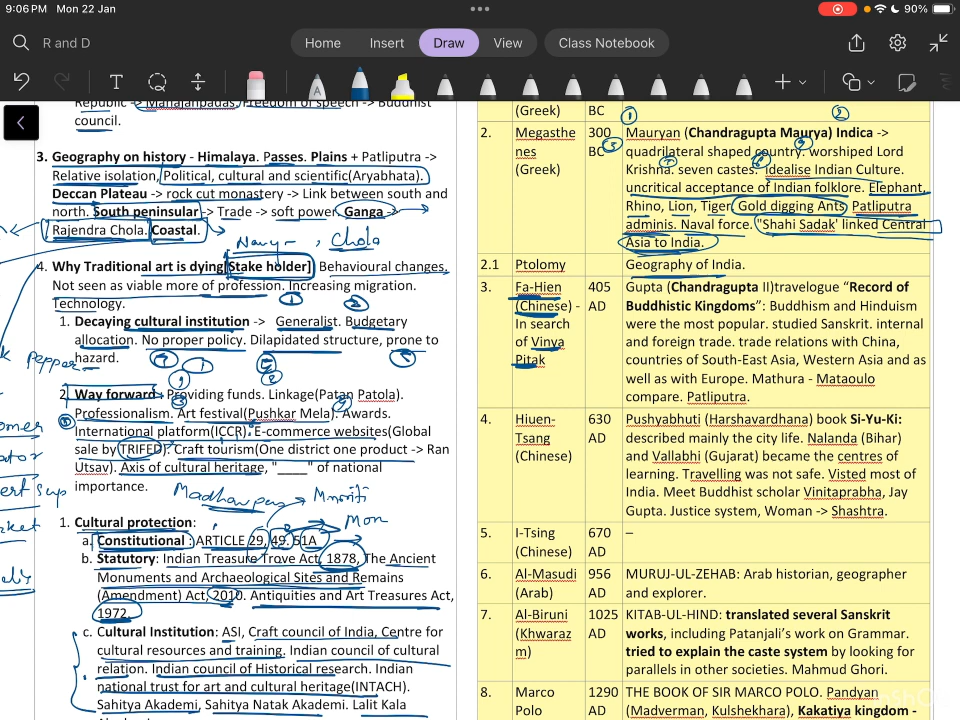 9:06 PM Mon 22 Jan
90%
R and D
Home Insert Draw View Class Notebook
Republic -> Mahajanpadas, Freedom of speech -> Buddhist
council.
3. Geography on history - Himalaya. Passes. Plains + Patliputra ->
Relative isolation, Political, cultural and scientific(Aryabhata).
Deccan Plateau -> rock cut monastery -> Link between south and
north. South peninsular -> Trade -> soft power. Ganga ->
Rajendra Chola. Coastal.
Navy - , Chola
4. Why Traditional art is dying[Stake holder] Behavioural changes,
Not seen as viable more of profession. Increasing migration.
Technology.
1. Decaying cultural institution -> Generalist. Budgetary
allocation. No proper policy. Dilapidated structure, prone to
hazard.
Pepper
2. Way forward: Providing funds. Linkage(Patan Patola).
Professionalism. Art festival(Pushkar Mela). Awards.
International platform(ICCR). E-commerce websites(Global
sale by TRIFED). Craft tourism(One district one product -> Ran
Utsav). Axis of cultural heritage, "____" of national
importance.
omer
ator
ert sup
ket
1. Cultural protection:
a. Constitutional : ARTICLE 29, 49. 51A
b. Statutory: Indian Treasure Trove Act, 1878, The Ancient
Monuments and Archaeological Sites and Remains
(Amendment) Act, 2010. Antiquities and Art Treasures Act,
1972
c. Cultural Institution: ASI, Craft council of India, Centre for
cultural resources and training. Indian council of cultural
relation. Indian council of Historical research. Indian
national trust for art and cultural heritage(INTACH).
Sahitya Akademi, Sahitya Natak Akademi. Lalit Kala
(Greek) BC
2. Megasthenes (Greek) 300 BC Mauryan (Chandragupta Maurya) Indica ->
quadrilateral shaped country. worshiped Lord
Krishna. seven castes. Idealise Indian Culture.
uncritical acceptance of Indian folklore. Elephant,
Rhino, Lion, Tiger, Gold digging Ants. Patliputra
adminis. Naval force. "Shahi Sadak' linked Central
Asia to India.
2.1 Ptolomy Geography of India.
3. Fa-Hien (Chinese) - In search of Vinya Pitak 405 AD Gupta (Chandragupta II)travelogue “Record of
Buddhistic Kingdoms”: Buddhism and Hinduism
were the most popular. studied Sanskrit. internal
and foreign trade. trade relations with China,
countries of South-East Asia, Western Asia and as
well as with Europe. Mathura - Mataoulo
compare. Patliputra.
4. Hiuen-Tsang (Chinese) 630 AD Pushyabhuti (Harshavardhana) book Si-Yu-Ki:
described mainly the city life. Nalanda (Bihar)
and Vallabhi (Gujarat) became the centres of
learning. Travelling was not safe. Visted most of
India. Meet Buddhist scholar Vinitaprabha, Jay
Gupta. Justice system, Woman -> Shashtra.
5. I-Tsing (Chinese) 670 AD –
6. Al-Masudi (Arab) 956 AD MURUJ-UL-ZEHAB: Arab historian, geographer
and explorer.
7. Al-Biruni (Khwarazm) 1025 AD KITAB-UL-HIND: translated several Sanskrit
works, including Patanjali’s work on Grammar.
tried to explain the caste system by looking for
parallels in other societies. Mahmud Ghori.
8. Marco Polo 1290 AD THE BOOK OF SIR MARCO POLO. Pandyan
(Madverman, Kulshekhara), Kakatiya kingdom -